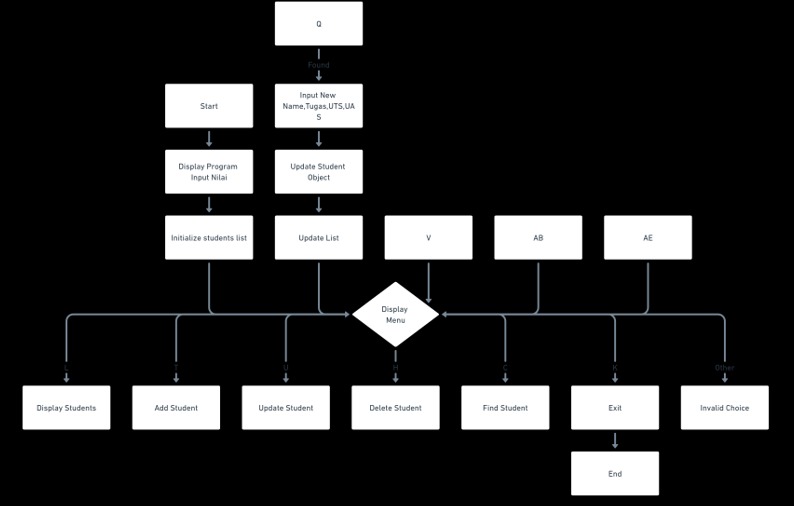 Q
Found
Start
Input New
Name,Tugas,UTS,UA
S
Display Program
Input Nilai
Update Student
Object
Initialize students list
Update List
V
AB
AE
Display
Menu
L
T
U
H
C
K
Other
Display Students
Add Student
Update Student
Delete Student
Find Student
Exit
Invalid Choice
End